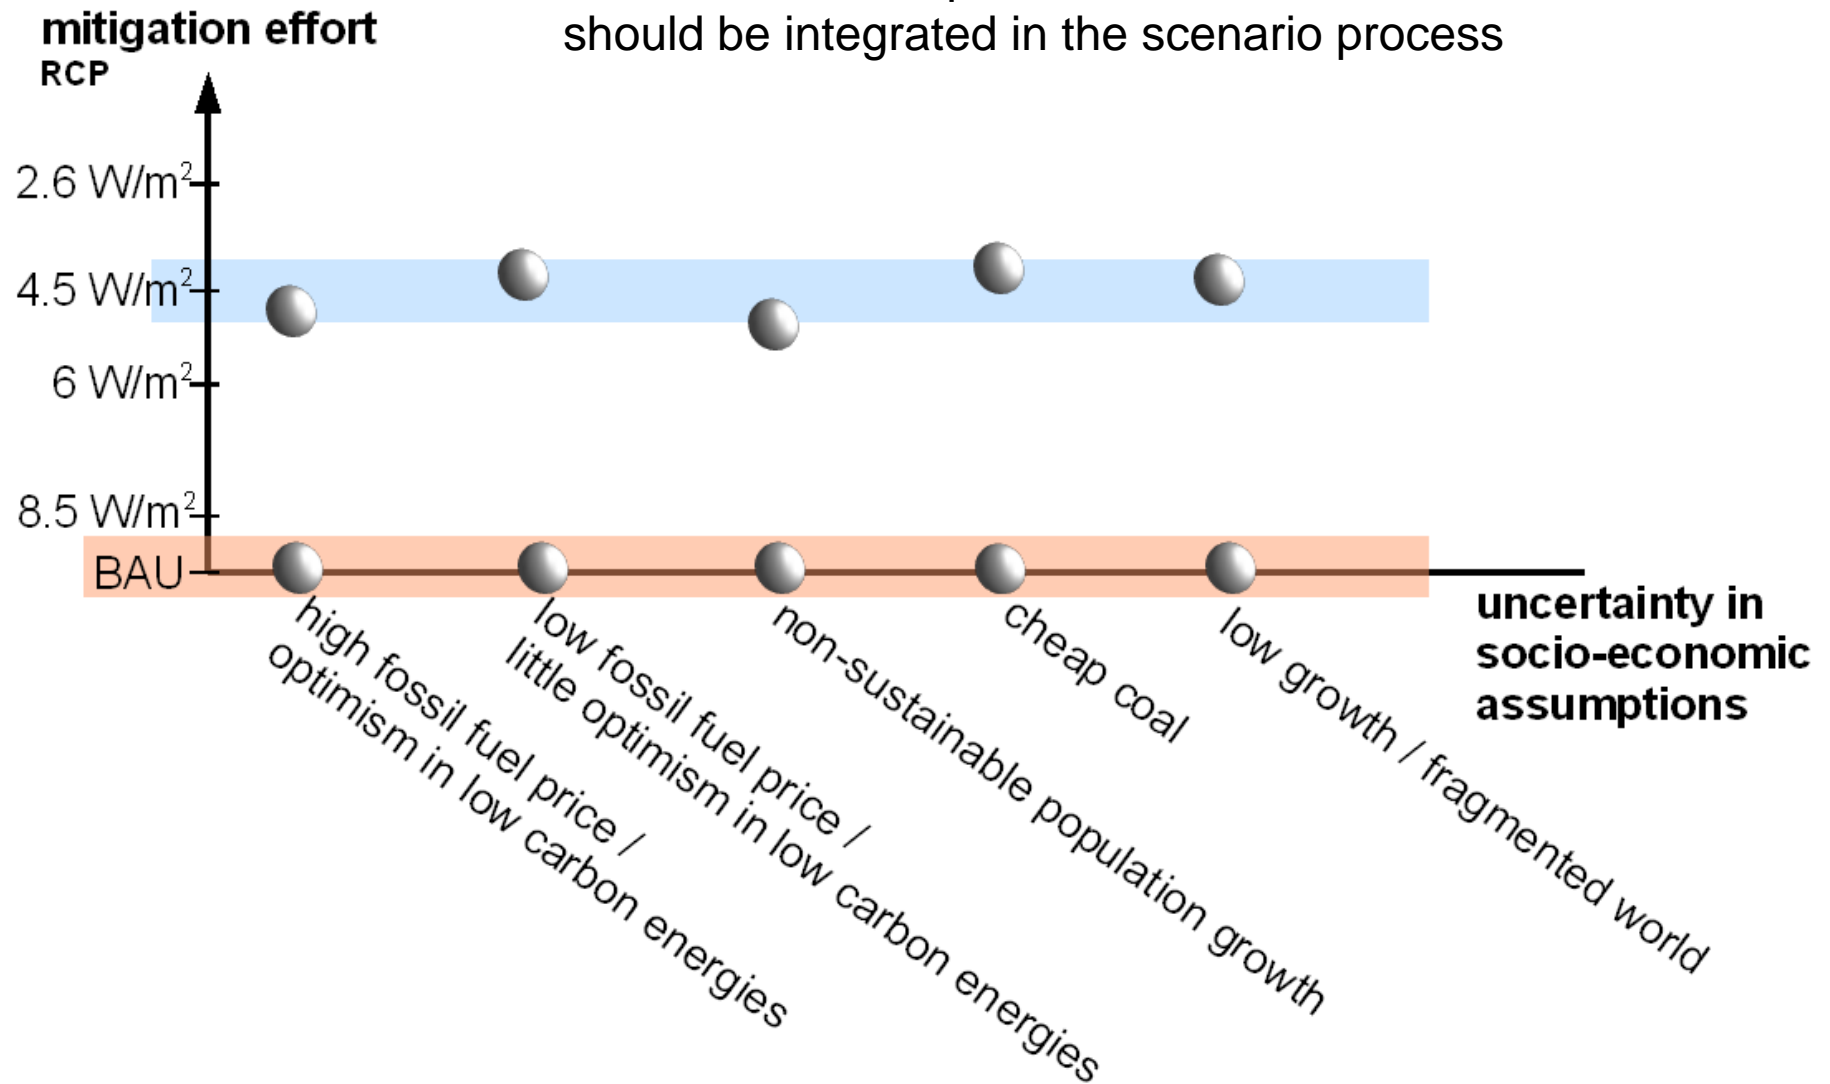 mitigation effort
RCP
should be integrated in the scenario process
2.6 W/m²
4.5 W/m²
6 W/m²
8.5 W/m²
BAU
high fossil fuel price /
optimism in low carbon energies
low fossil fuel price /
little optimism in low carbon energies
non-sustainable population growth
cheap coal
low growth / fragmented world
uncertainty in
socio-economic
assumptions